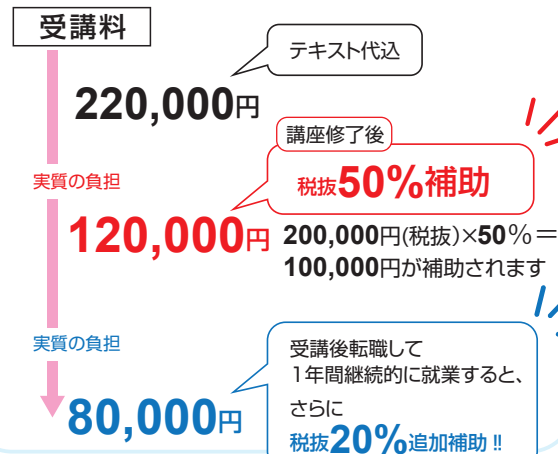 受講料
テキスト代込
220,000円
講座修了後
税抜50%補助
実質の負担
120,000円
200,000円(税抜)×50%＝
100,000円が補助されます
実質の負担
受講後転職して
1年間継続的に就業すると、
さらに
税抜20%追加補助!!
80,000円